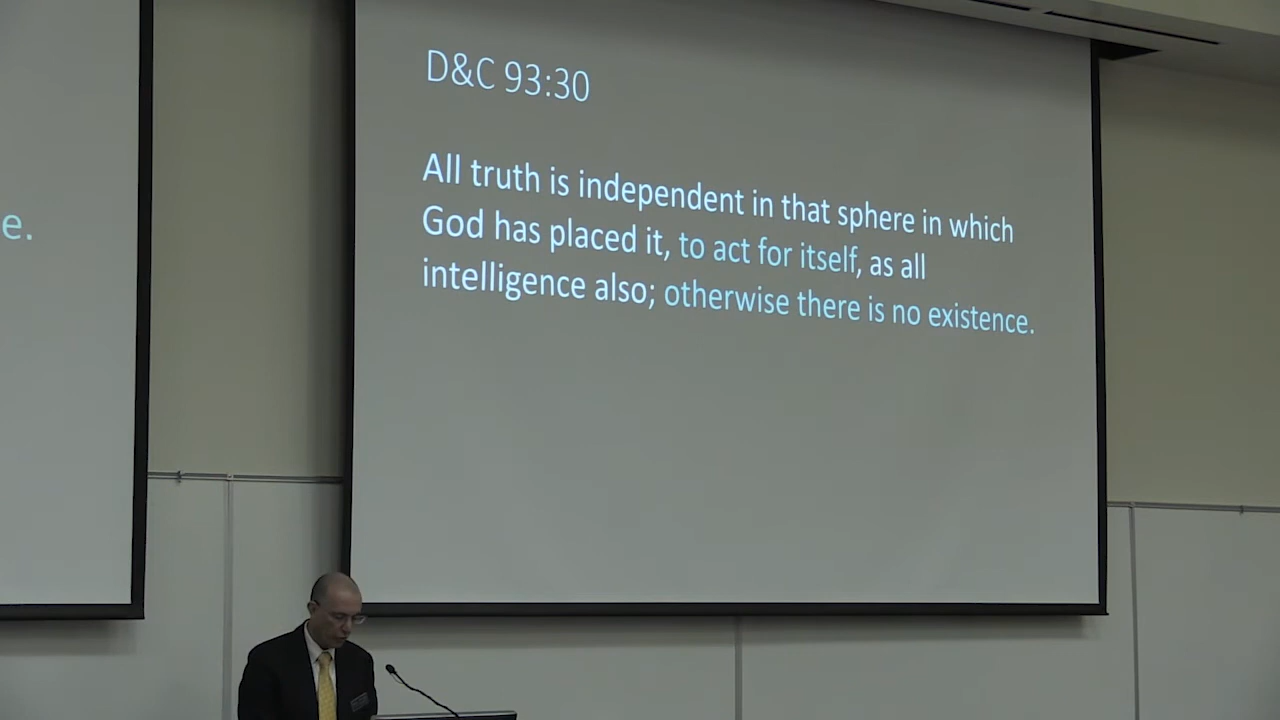 e.
D&C 93:30
All truth is independent in that sphere in which
God has placed it, to act for itself, as all
intelligence also; otherwise there is no existence.